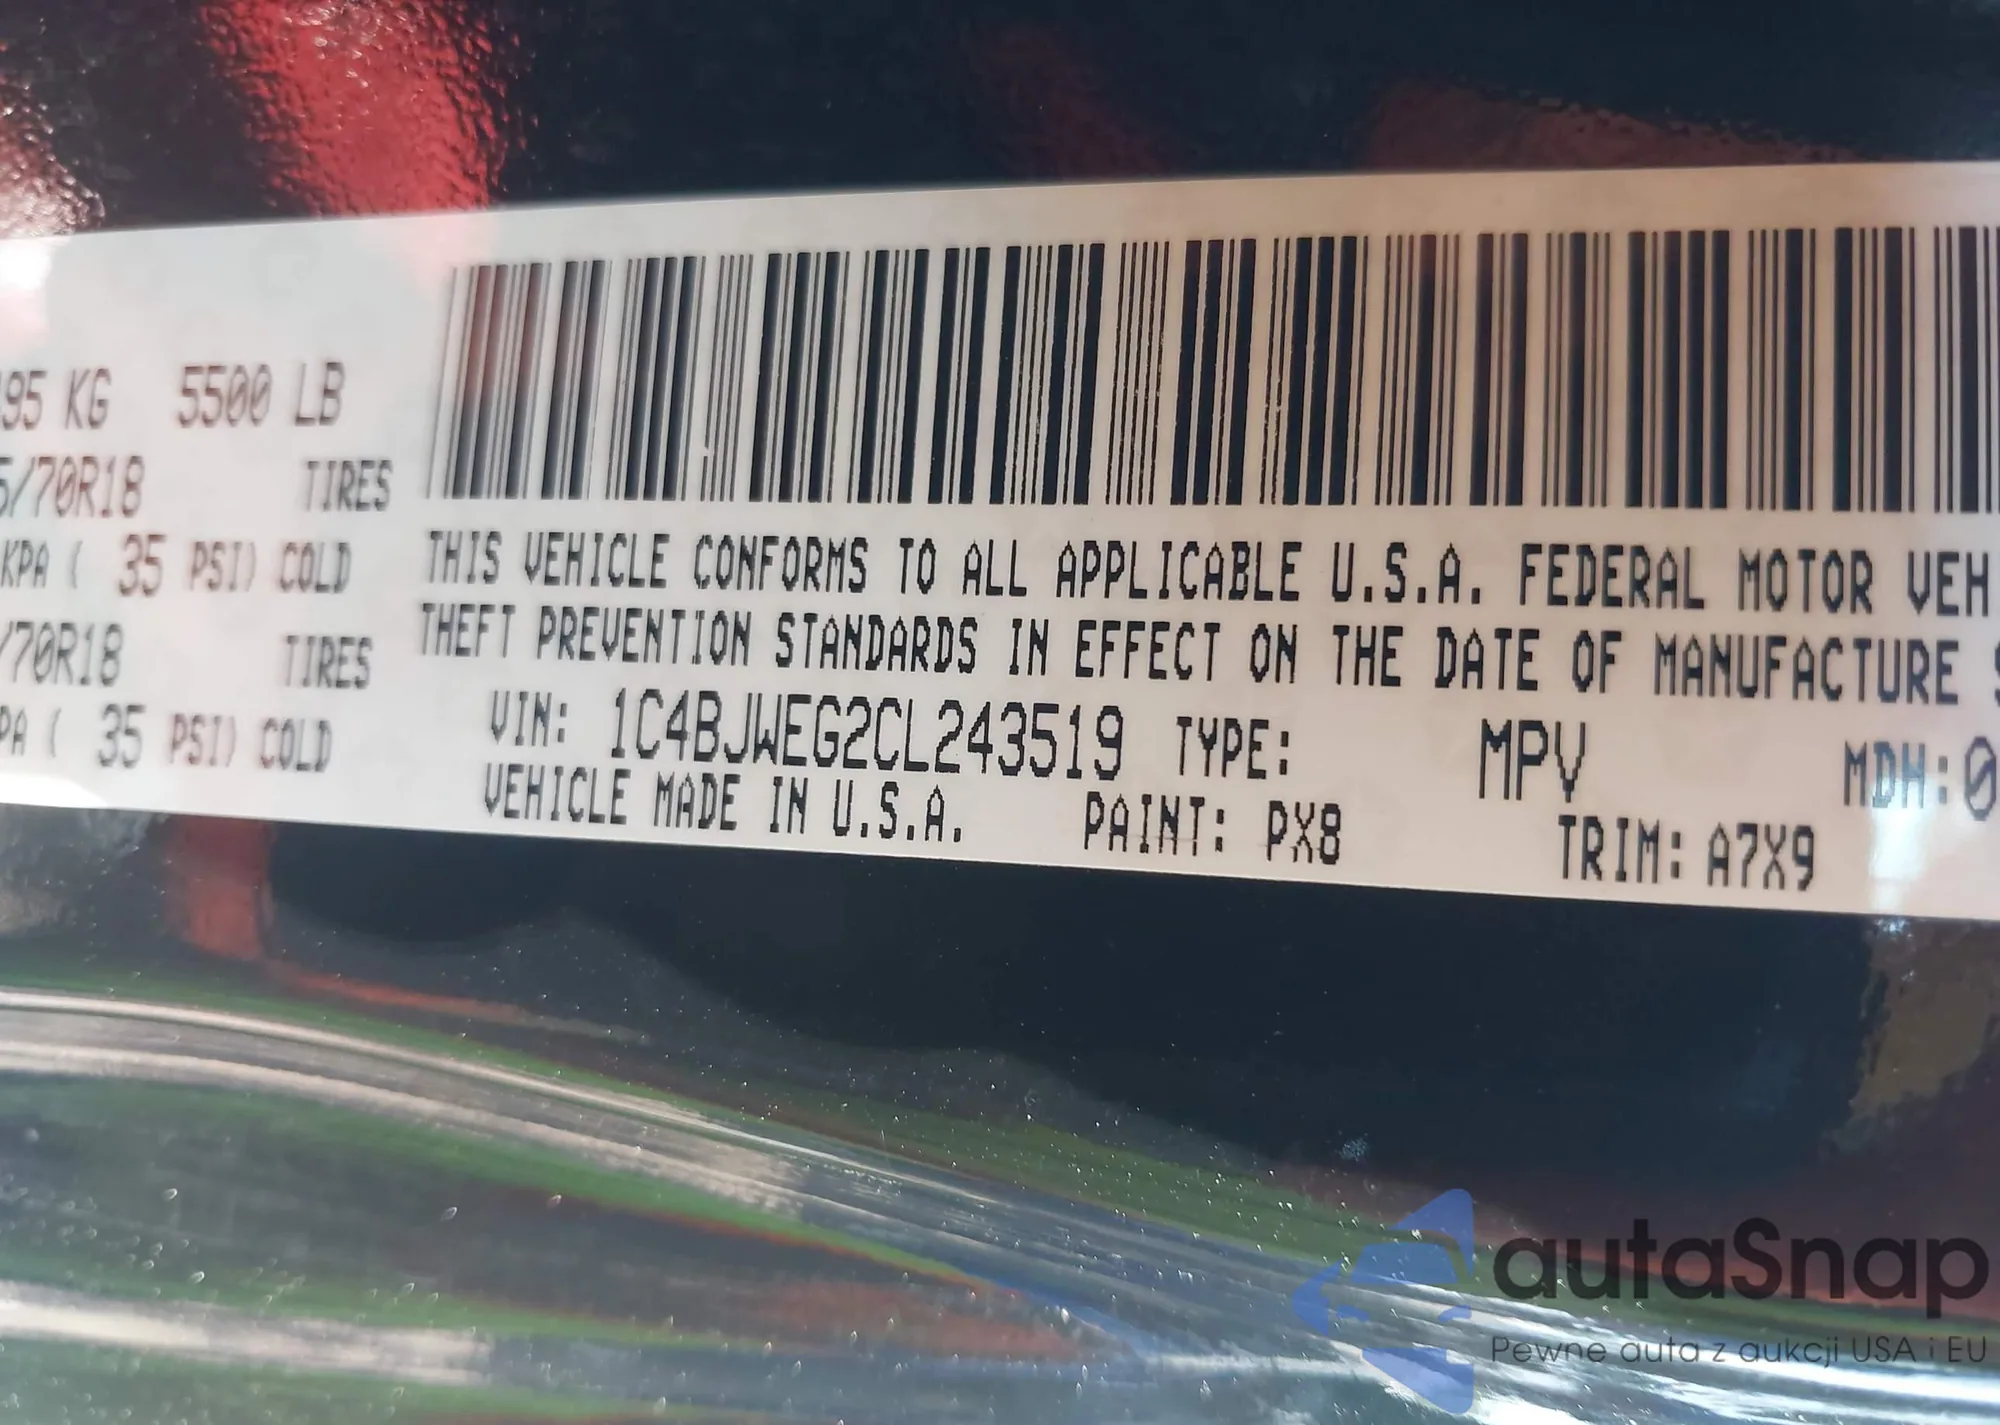 95 KG 5500 LB
5/70R18 TIRES
KPA ( 35 PSI) COLD
/70R18 TIRES
PA ( 35 PSI) COLD
THIS VEHICLE CONFORMS TO ALL APPLICABLE U.S.A. FEDERAL MOTOR VEH
THEFT PREVENTION STANDARDS IN EFFECT ON THE DATE OF MANUFACTURE
VIN: 1C4BJWEG2CL243519 TYPE: MPV MDH:0
VEHICLE MADE IN U.S.A. PAINT: PX8 TRIM: A7X9
autaSnap
Pewne auta z aukcji USA i EU